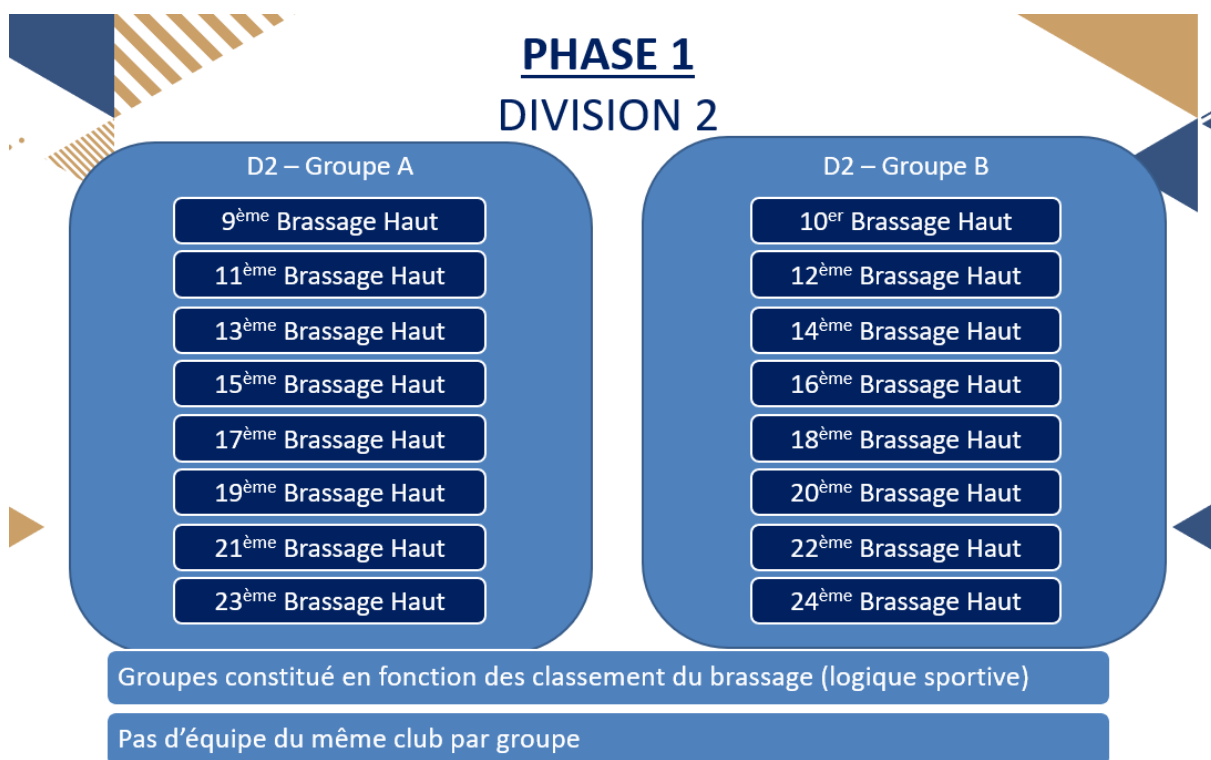 PHASE 1
DIVISION 2
D2 – Groupe A
9ème Brassage Haut
11ème Brassage Haut
13ème Brassage Haut
15ème Brassage Haut
17ème Brassage Haut
19ème Brassage Haut
21ème Brassage Haut
23ème Brassage Haut
D2 – Groupe B
10er Brassage Haut
12ème Brassage Haut
14ème Brassage Haut
16ème Brassage Haut
18ème Brassage Haut
20ème Brassage Haut
22ème Brassage Haut
24ème Brassage Haut
Groupes constitué en fonction des classement du brassage (logique sportive)
Pas d’équipe du même club par groupe